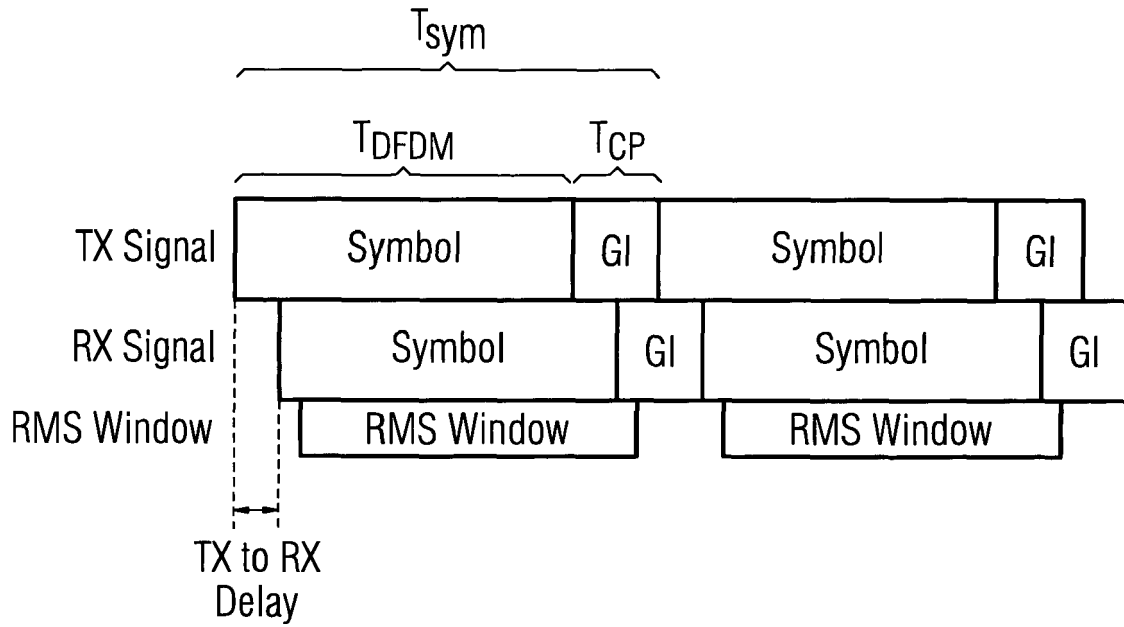 Tsym
TDFDM TCP
TX Signal Symbol GI Symbol GI
RX Signal Symbol GI Symbol GI
RMS Window RMS Window RMS Window
TX to RX
Delay